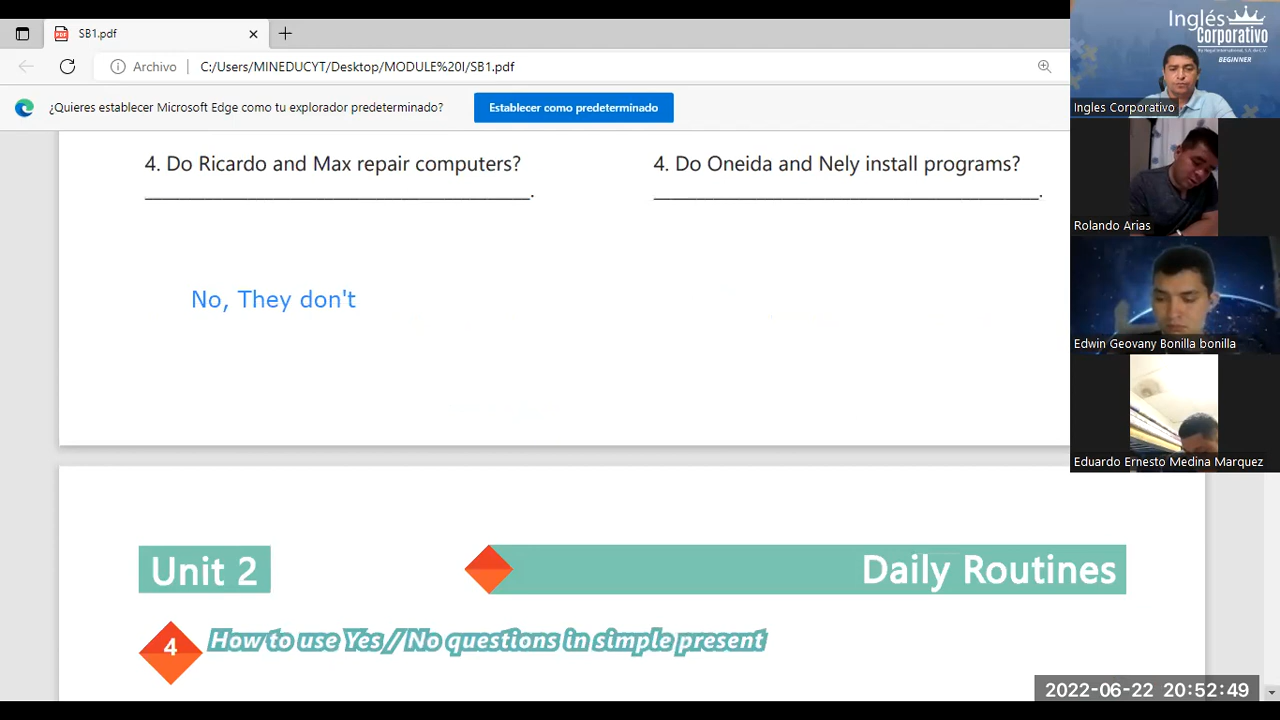 SB1.pdf
Archivo
C:/Users/MINEDUCYT/Desktop/MODULE%20I/SB1.pdf
¿Quieres establecer Microsoft Edge como tu explorador predeterminado?
Establecer como predeterminado
4. Do Ricardo and Max repair computers?
________________________________________.
4. Do Oneida and Nely install programs?
________________________________________.
No, They don't
Unit 2
Daily Routines
4
How to use Yes / No questions in simple present
Inglés
Corporativo
BEGINNER
Ingles Corporativo
Rolando Arias
Edwin Geovany Bonilla bonilla
Eduardo Ernesto Medina Marquez
2022-06-22 20:52:49